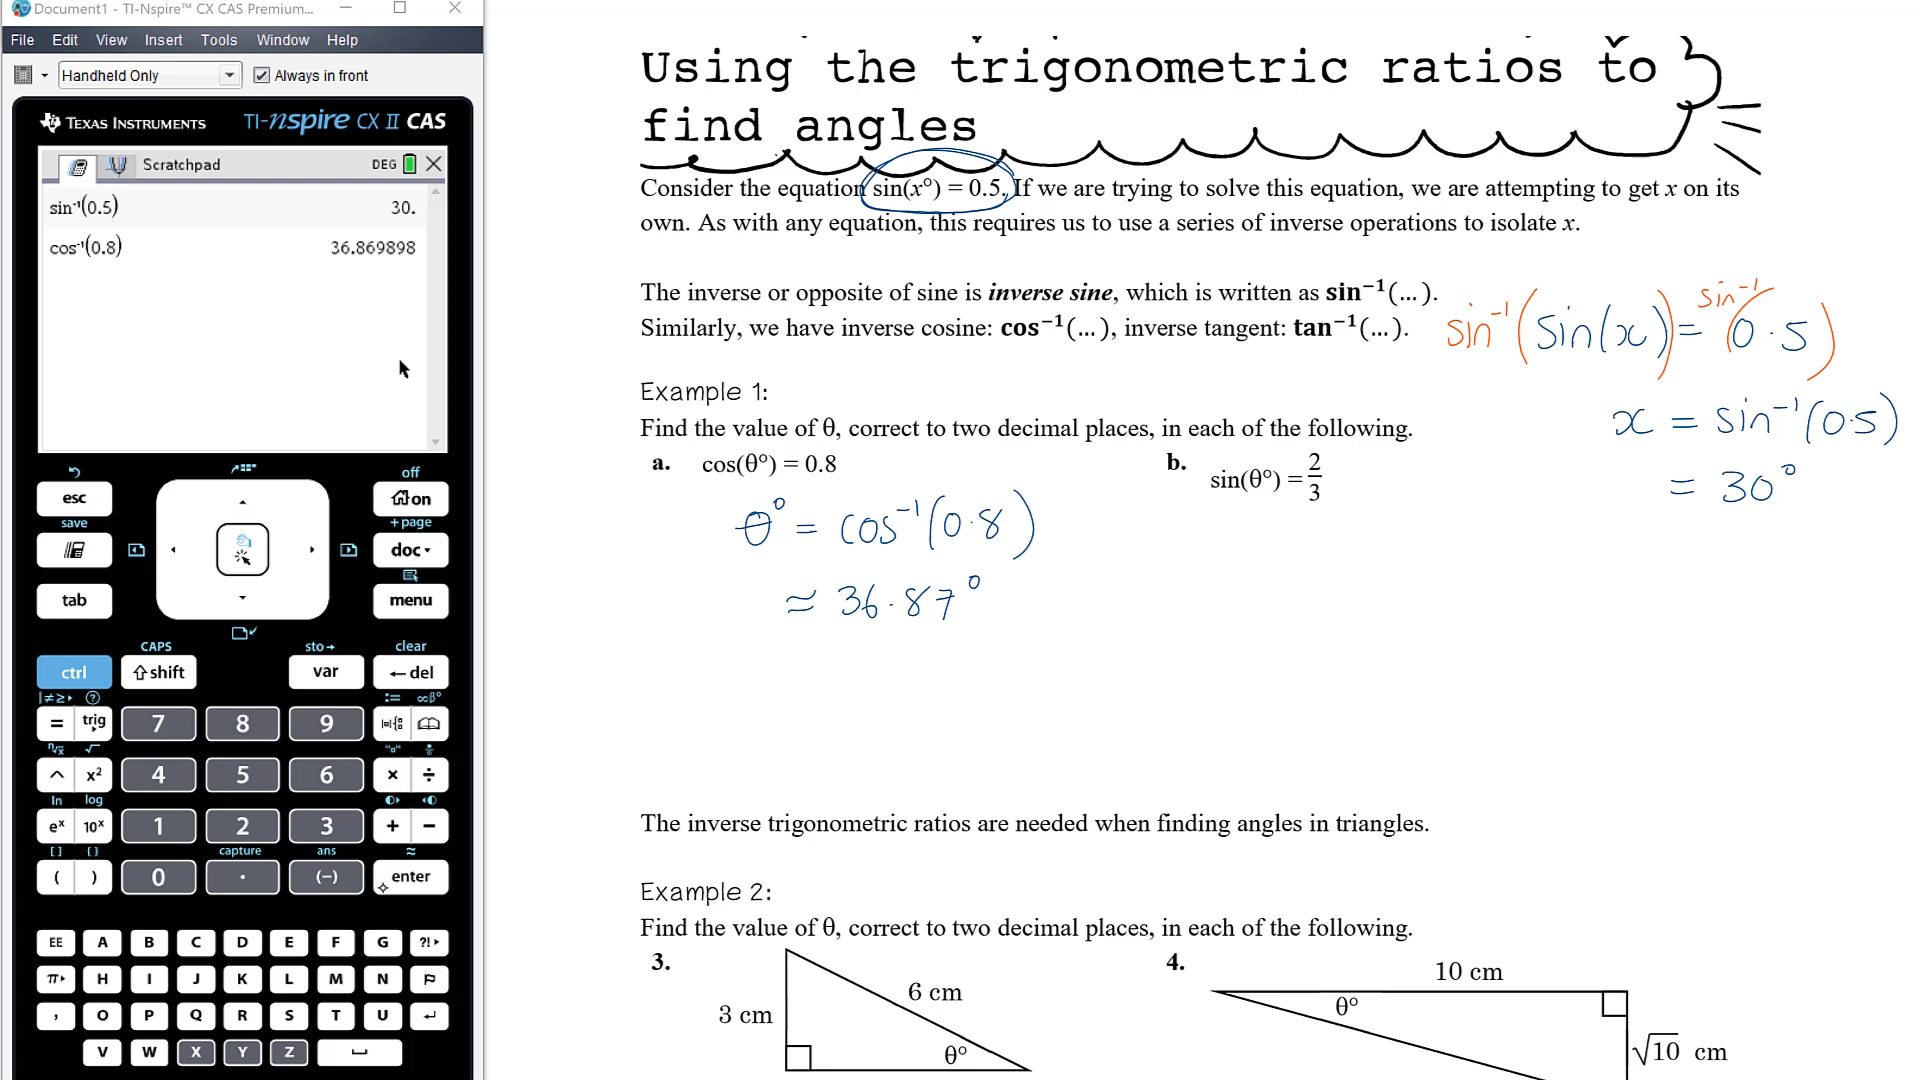 Document1 - TI-Nspire™ CX CAS Premium...
File Edit View Insert Tools Window Help
Handheld Only Always in front
TEXAS INSTRUMENTS TI-nspire CX II CAS
Scratchpad DEG
sin⁻¹(0.5) 30.
cos⁻¹(0.8) 36.869898
off
esc on
save + page
doc
tab menu
CAPS sto→ clear
ctrl shift var ←del
|≠≥▸ ? := ∞β°
= trig 7 8 9
ⁿ√x √
^ x² 4 5 6 × ÷
ln log
eˣ 10ˣ 1 2 3 + −
[ ] { } capture ans ≈
( ) 0 . (−) enter
EE A B C D E F G ?!▸
π▸ H I J K L M N
, O P Q R S T U ↵
V W X Y Z
Using the trigonometric ratios to
find angles
Consider the equation sin(x°) = 0.5. If we are trying to solve this equation, we are attempting to get x on its
own. As with any equation, this requires us to use a series of inverse operations to isolate x.
The inverse or opposite of sine is inverse sine, which is written as sin⁻¹(…).
Similarly, we have inverse cosine: cos⁻¹(…), inverse tangent: tan⁻¹(…).
sin⁻¹(sin(x)) = sin⁻¹(0.5)
x = sin⁻¹(0.5)
= 30°
Example 1:
Find the value of θ, correct to two decimal places, in each of the following.
a. cos(θ°) = 0.8
θ° = cos⁻¹(0.8)
≈ 36.87°
b. sin(θ°) = 2/3
The inverse trigonometric ratios are needed when finding angles in triangles.
Example 2:
Find the value of θ, correct to two decimal places, in each of the following.
3.
6 cm
3 cm
θ°
4.
10 cm
θ°
√10 cm